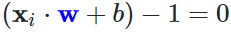 (xᵢ · w + b) − 1 = 0